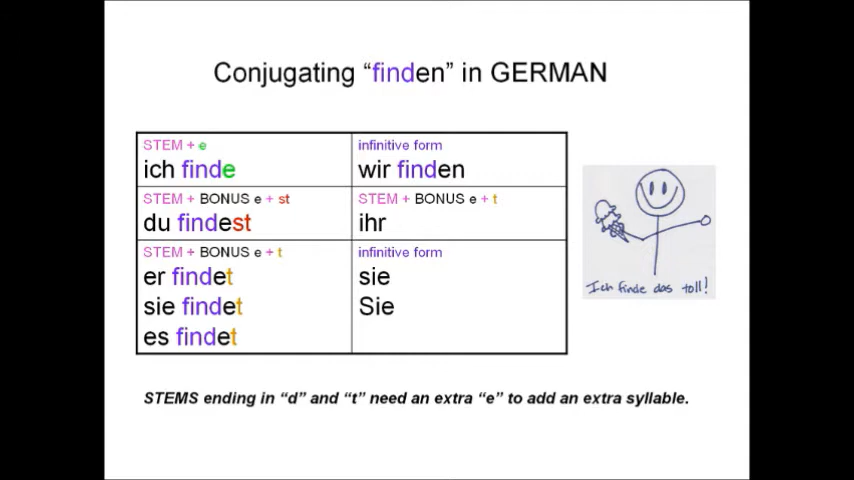 Conjugating “finden” in GERMAN
STEM + e
ich finde
infinitive form
wir finden
STEM + BONUS e + st
du findest
STEM + BONUS e + t
ihr
STEM + BONUS e + t
er findet
sie findet
es findet
infinitive form
sie
Sie
Ich finde das toll!
STEMS ending in “d” and “t” need an extra “e” to add an extra syllable.